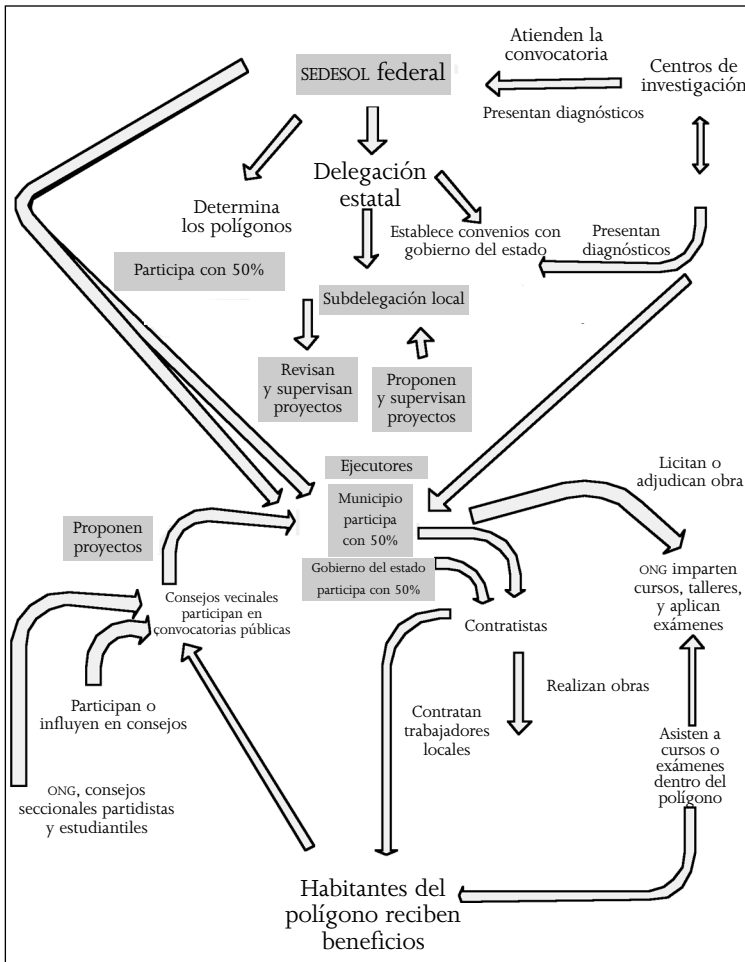 Atienden la
convocatoria
SEDESOL federal
Centros de
investigación
Presentan diagnósticos
Delegación
estatal
Determina
los polígonos
Establece convenios con
gobierno del estado
Presentan
diagnósticos
Participa con 50%
Subdelegación local
Revisan
y supervisan
proyectos
Proponen
y supervisan
proyectos
Ejecutores
Licitan o
adjudican obra
Municipio
participa
con 50%
Proponen
proyectos
Gobierno del estado
participa con 50%
ONG imparten
cursos, talleres,
y aplican
exámenes
Consejos vecinales
participan en
convocatorias públicas
Contratistas
Realizan obras
Participan o
influyen en consejos
Contratan
trabajadores
locales
Asisten a
cursos o
exámenes
dentro del
polígono
ONG, consejos
seccionales partidistas
y estudiantiles
Habitantes del
polígono reciben
beneficios